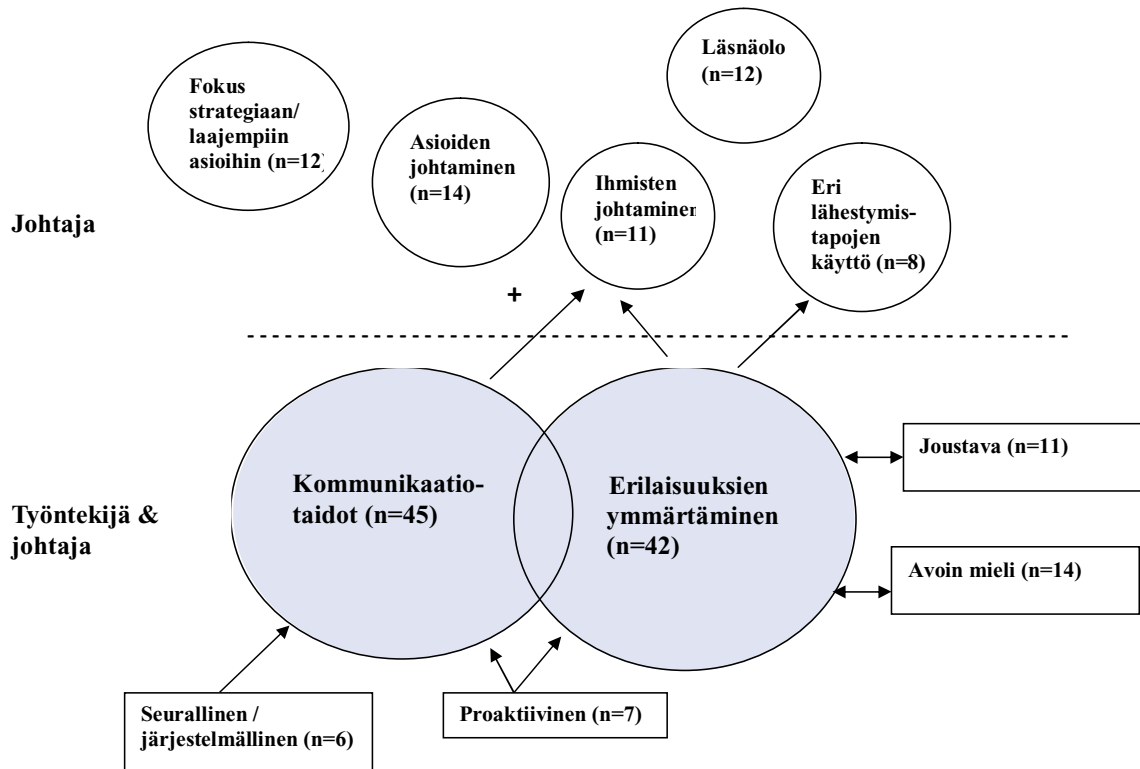 Läsnäolo
(n=12)
Fokus
strategiaan/
laajempiin
asioihin (n=12)
Asioiden
johtaminen
(n=14)
Ihmisten
johtaminen
(n=11)
Eri
lähestymis-
tapojen
käyttö (n=8)
Johtaja
+
Kommunikaatio-
taidot (n=45)
Erilaisuuksien
ymmärtäminen
(n=42)
Joustava (n=11)
Työntekijä &
johtaja
Avoin mieli (n=14)
Seurallinen /
järjestelmällinen (n=6)
Proaktiivinen (n=7)